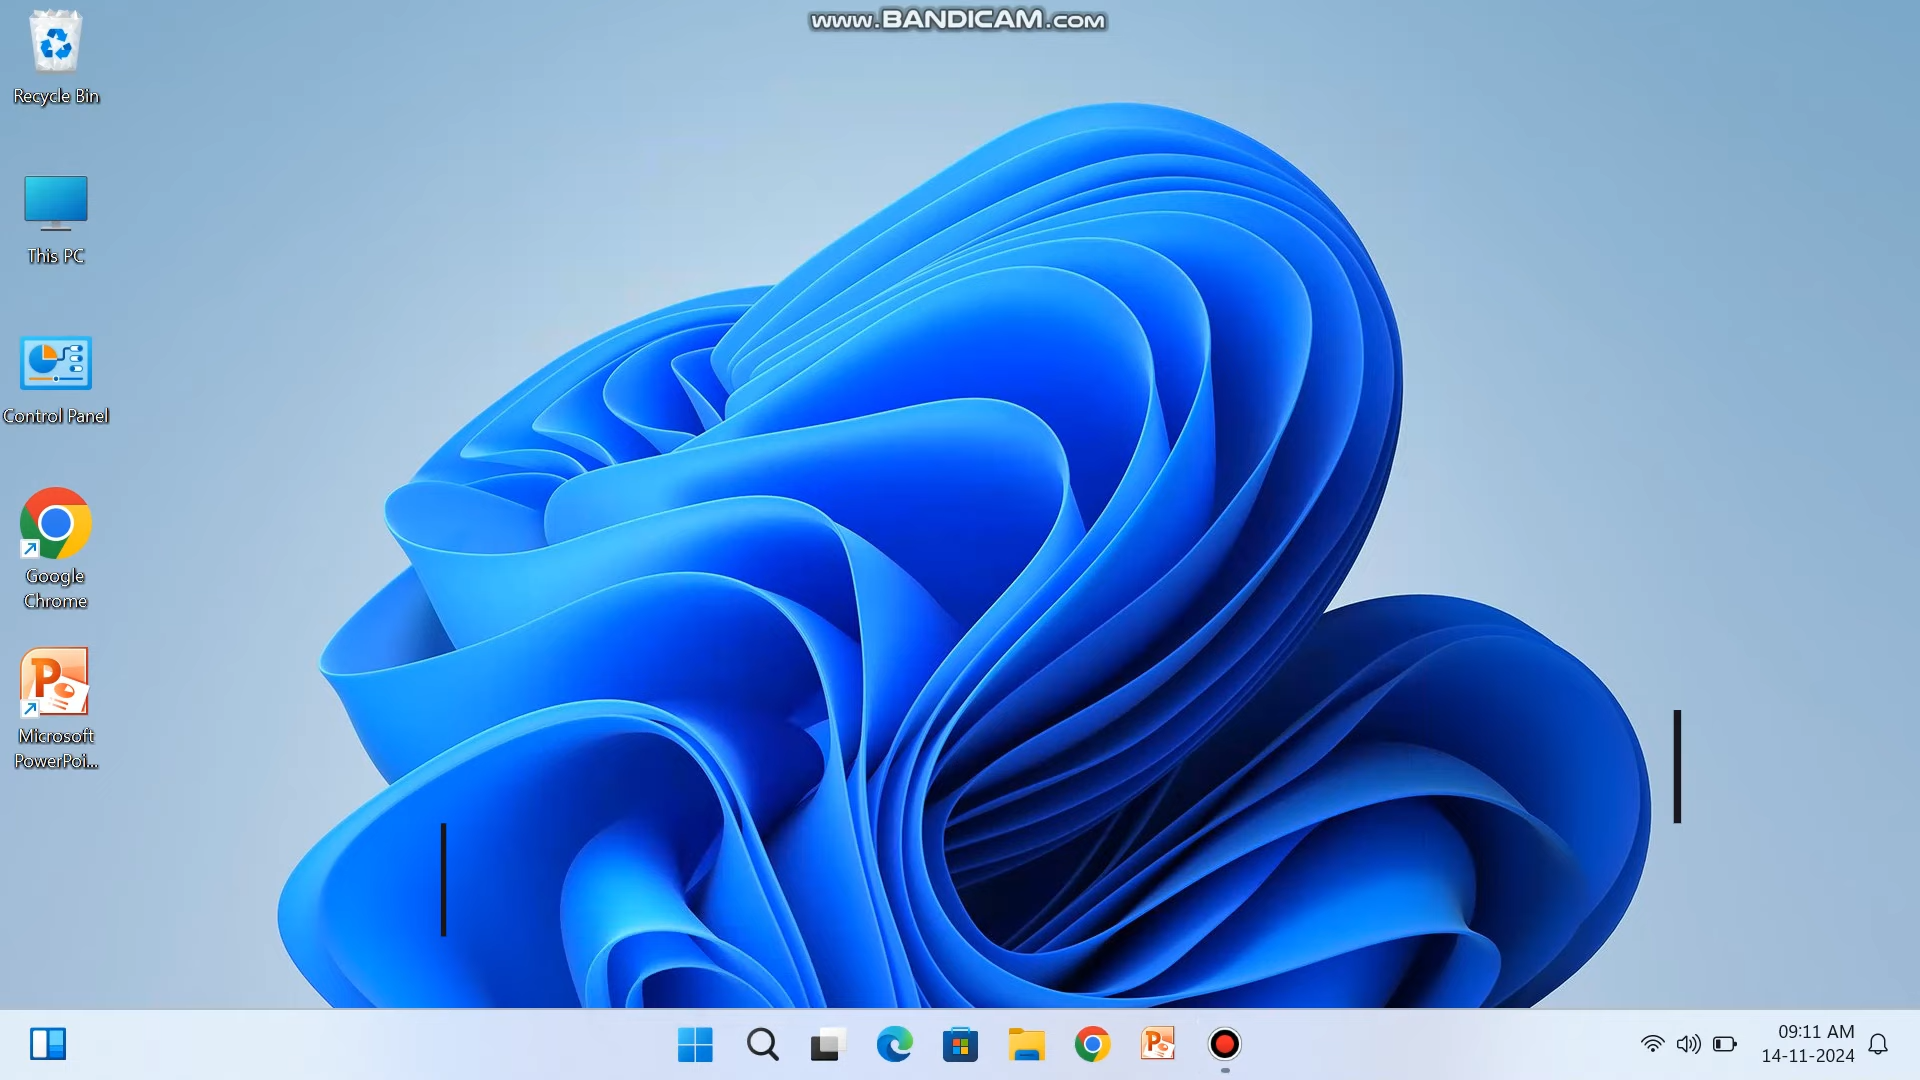 www.BANDICAM.com
Recycle Bin
This PC
Control Panel
Google
Chrome
Microsoft
PowerPoi...
09:11 AM
14-11-2024